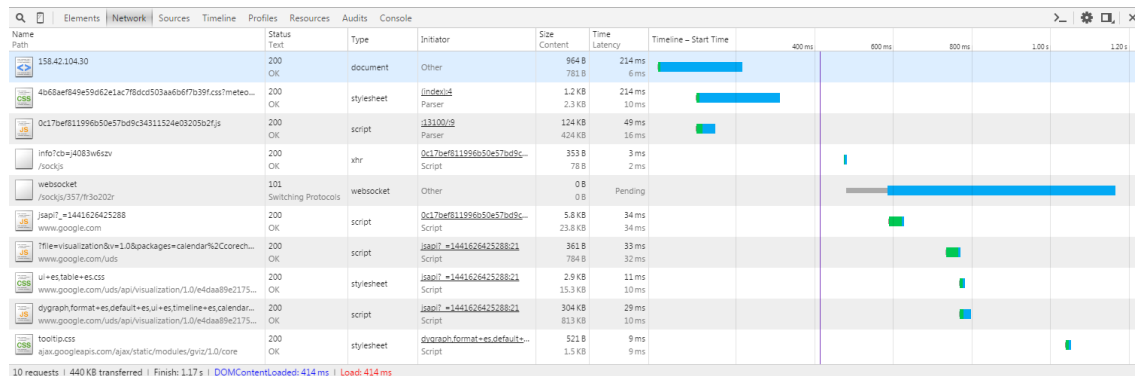 Elements Network Sources Timeline Profiles Resources Audits Console
Name Status Type Initiator Size Time Timeline – Start Time
Path Text Content Latency 400 ms 600 ms 800 ms 1.00 s 1.20 s
158.42.104.30 200 document Other 964 B 214 ms
OK 781 B 6 ms
4b68aef849e59d62e1ac7f8dcd503aa6b6f7b39f.css?meteo... 200 stylesheet (index):4 1.2 KB 214 ms
CSS OK Parser 2.3 KB 10 ms
0c17bef811996b50e57bd9c34311524e03205b2f.js 200 script :13100/:9 124 KB 49 ms
JS OK Parser 424 KB 16 ms
info?cb=j4083w6szv 200 xhr 0c17bef811996b50e57bd9c... 353 B 3 ms
/sockjs OK Script 78 B 2 ms
websocket 101 websocket Other 0 B Pending
/sockjs/357/fr3o202r Switching Protocols 0 B
jsapi?_=1441626425288 200 script 0c17bef811996b50e57bd9c... 5.8 KB 34 ms
JS www.google.com OK Script 23.8 KB 34 ms
?file=visualization&v=1.0&packages=calendar%2Ccorech... 200 script jsapi?_=1441626425288:21 361 B 33 ms
JS www.google.com/uds OK Script 784 B 32 ms
ui+es,table+es.css 200 stylesheet jsapi?_=1441626425288:21 2.9 KB 11 ms
CSS www.google.com/uds/api/visualization/1.0/e4daa89e2175... OK Script 15.3 KB 10 ms
dygraph,format+es,default+es,ui+es,timeline+es,calendar... 200 script jsapi?_=1441626425288:21 304 KB 29 ms
JS www.google.com/uds/api/visualization/1.0/e4daa89e2175... OK Script 813 KB 10 ms
tooltip.css 200 stylesheet dygraph,format+es,default+... 521 B 9 ms
CSS ajax.googleapis.com/ajax/static/modules/gviz/1.0/core OK Script 1.5 KB 9 ms
10 requests | 440 KB transferred | Finish: 1.17 s | DOMContentLoaded: 414 ms | Load: 414 ms